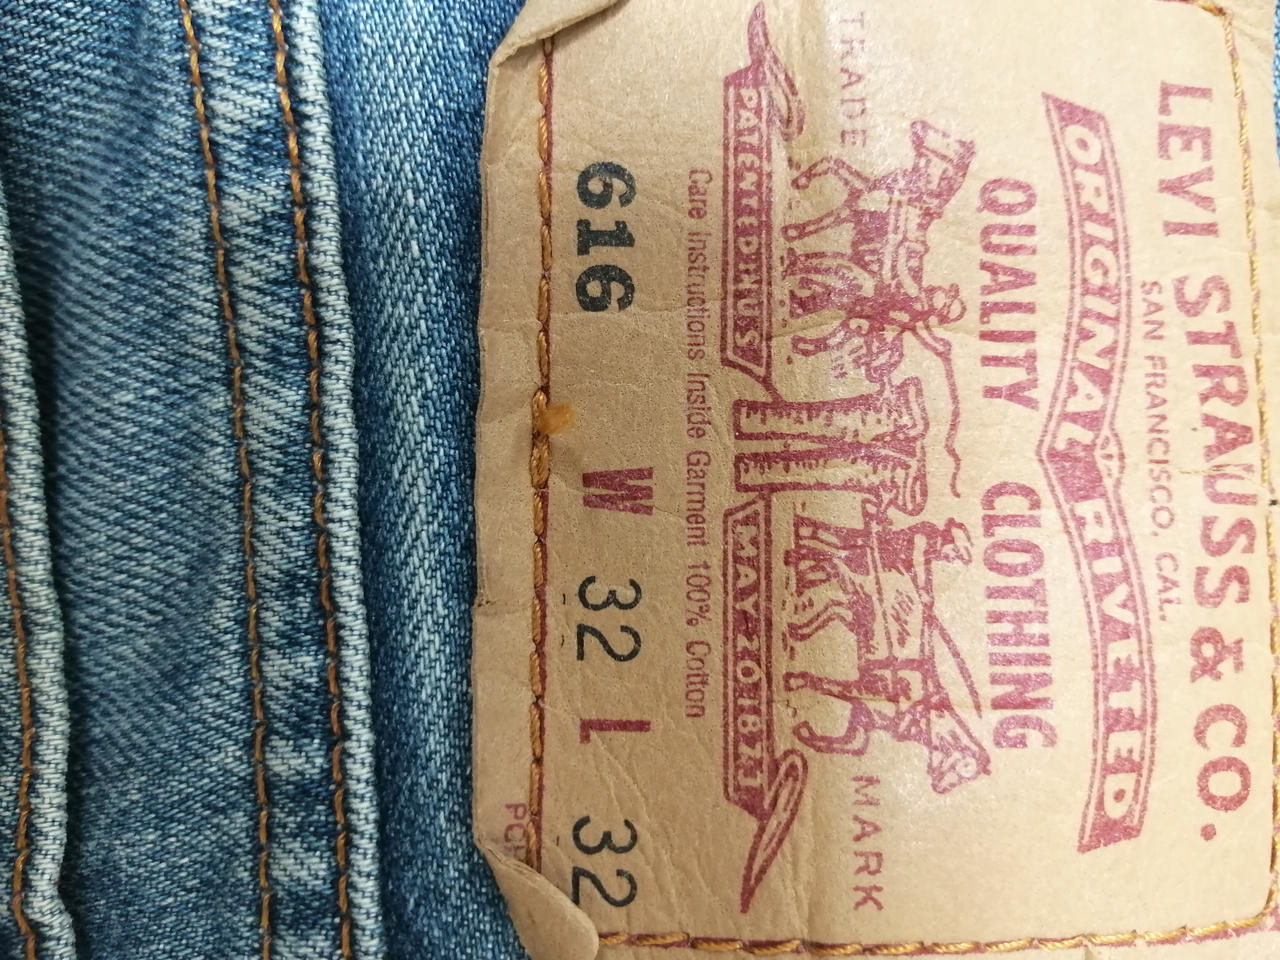 LEVI STRAUSS & CO.
SAN FRANCISCO, CAL.
ORIGINAL RIVETED
QUALITY CLOTHING
TRADE MARK
PATENTED IN U.S. MAY 20 1873
Care Instructions Inside Garment 100% Cotton
616 W 32 L 32